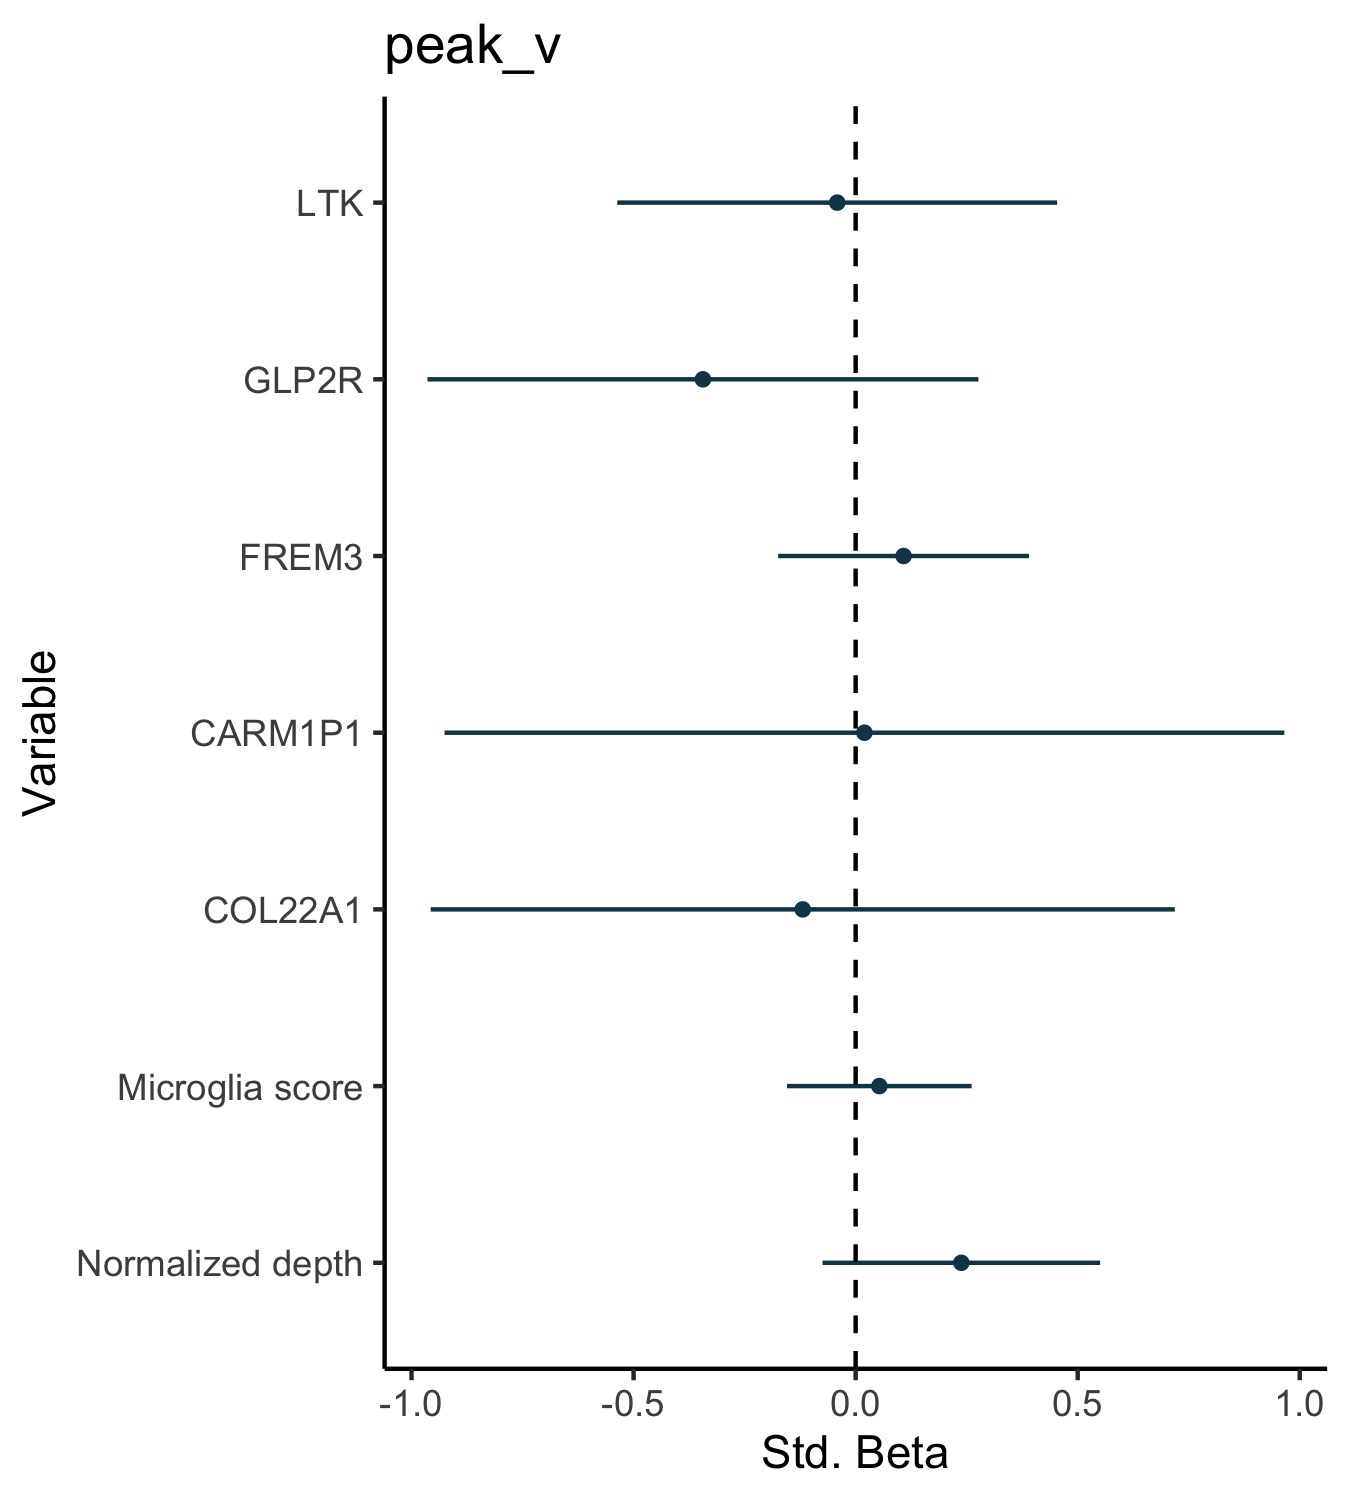 peak_v
Variable
LTK
GLP2R
FREM3
CARM1P1
COL22A1
Microglia score
Normalized depth
-1.0 -0.5 0.0 0.5 1.0
Std. Beta